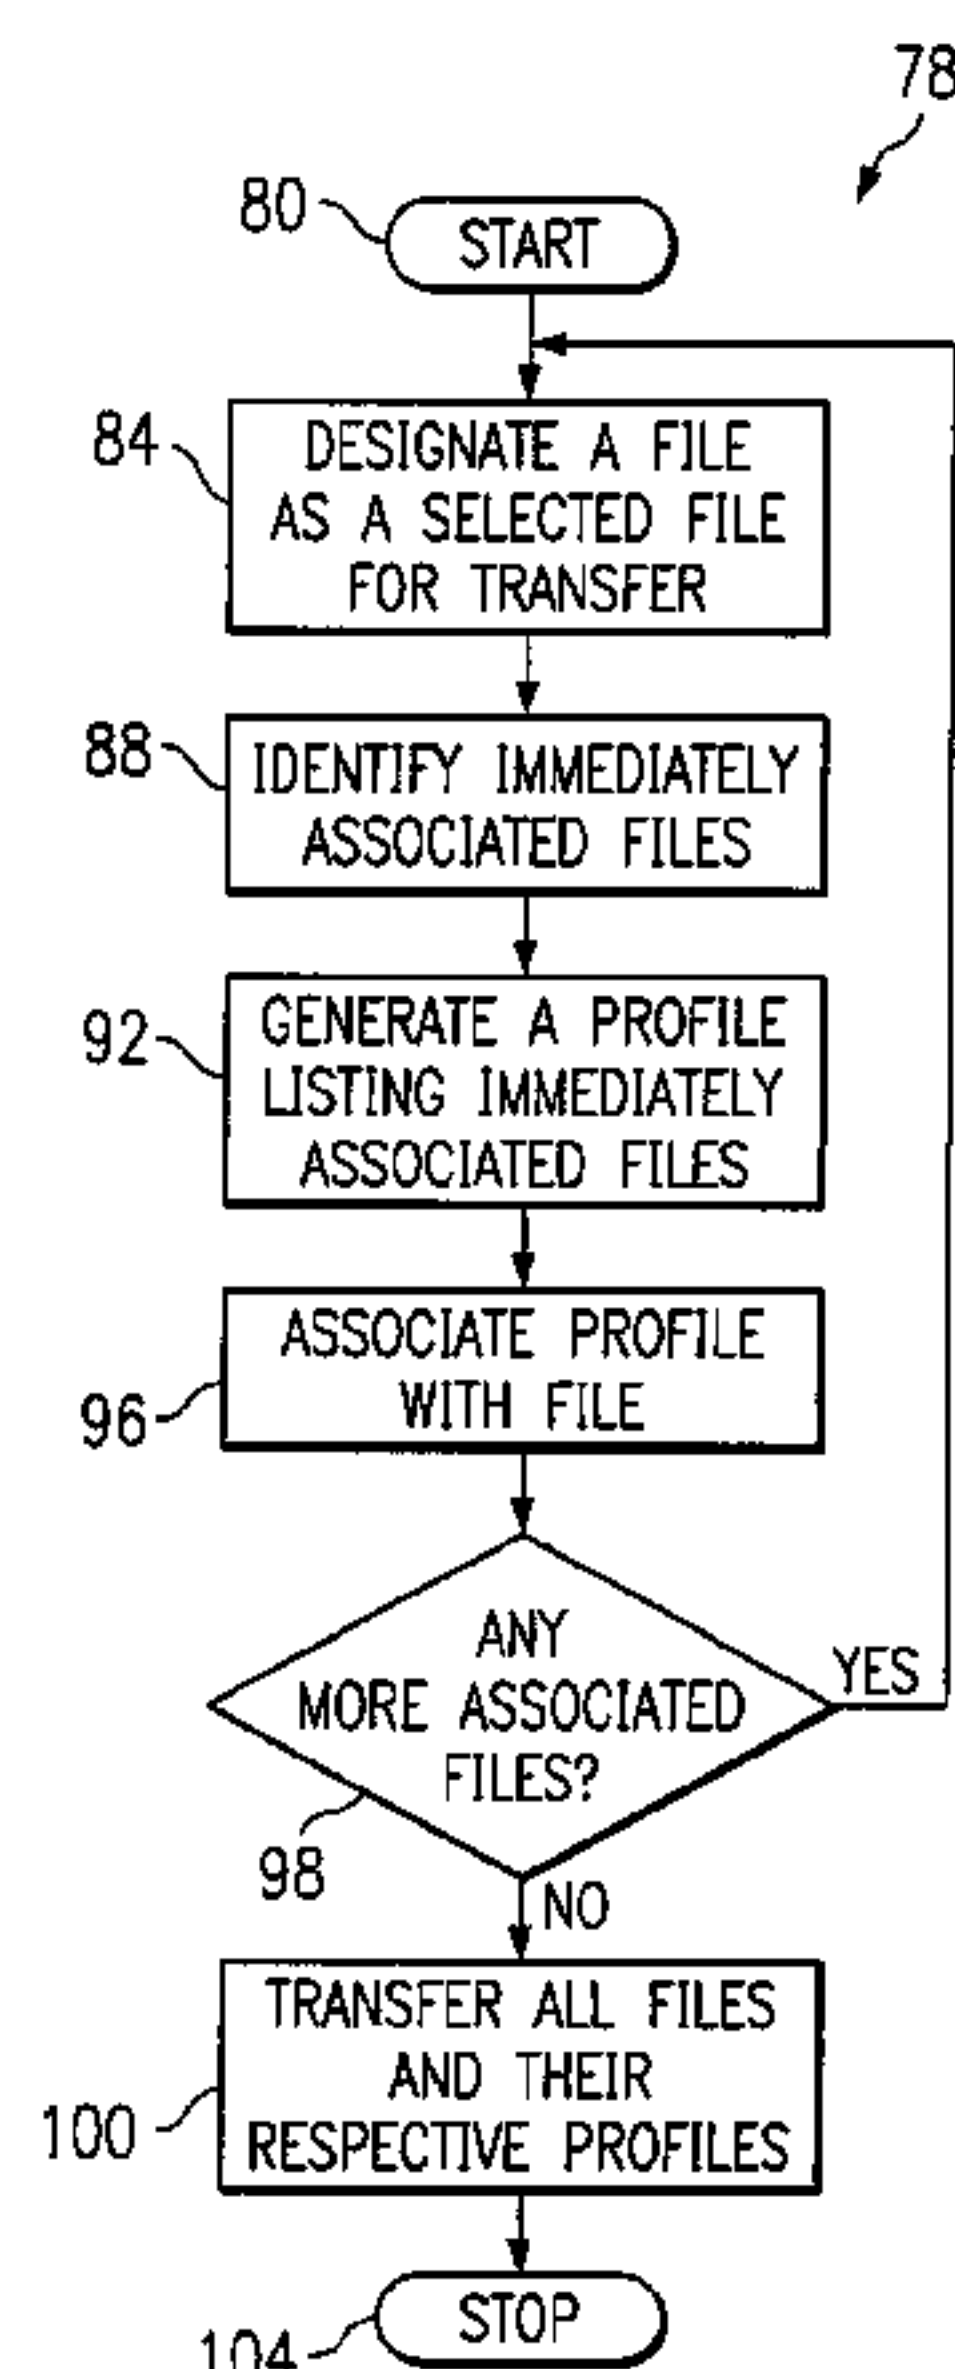 78
80
START
84
DESIGNATE A FILE
AS A SELECTED FILE
FOR TRANSFER
88
IDENTIFY IMMEDIATELY
ASSOCIATED FILES
92
GENERATE A PROFILE
LISTING IMMEDIATELY
ASSOCIATED FILES
96
ASSOCIATE PROFILE
WITH FILE
ANY
MORE ASSOCIATED
FILES?
YES
98
NO
100
TRANSFER ALL FILES
AND THEIR
RESPECTIVE PROFILES
STOP
104